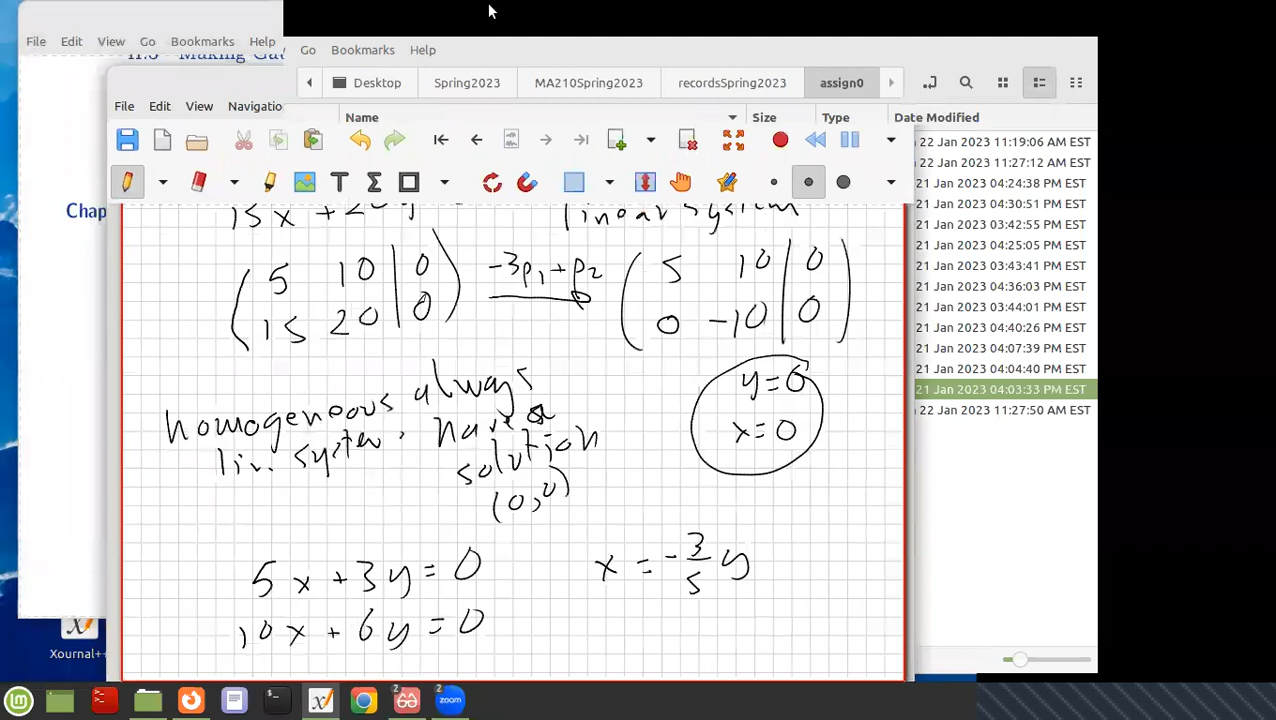 File Edit View Go Bookmarks Help
Go Bookmarks Help
Desktop Spring2023 MA210Spring2023 recordsSpring2023 assign0
File Edit View Navigatio
Name Size Type Date Modified
22 Jan 2023 11:19:06 AM EST
22 Jan 2023 11:27:12 AM EST
21 Jan 2023 04:24:38 PM EST
21 Jan 2023 04:30:51 PM EST
21 Jan 2023 03:42:55 PM EST
21 Jan 2023 04:25:05 PM EST
21 Jan 2023 03:43:41 PM EST
21 Jan 2023 04:36:03 PM EST
21 Jan 2023 03:44:01 PM EST
21 Jan 2023 04:40:26 PM EST
21 Jan 2023 04:07:39 PM EST
21 Jan 2023 04:04:40 PM EST
21 Jan 2023 04:03:33 PM EST
22 Jan 2023 11:27:50 AM EST
Chap
15x + 20y linear system
5 10 | 0 -3p₁+p₂ 5 10 | 0
15 20 | 0 0 -10 | 0
homogeneous always
lin. system. have a
solution
(0,0)
y=0
x=0
5x+3y=0 x = -3/5 y
10x+6y=0
Xournal++
zoom